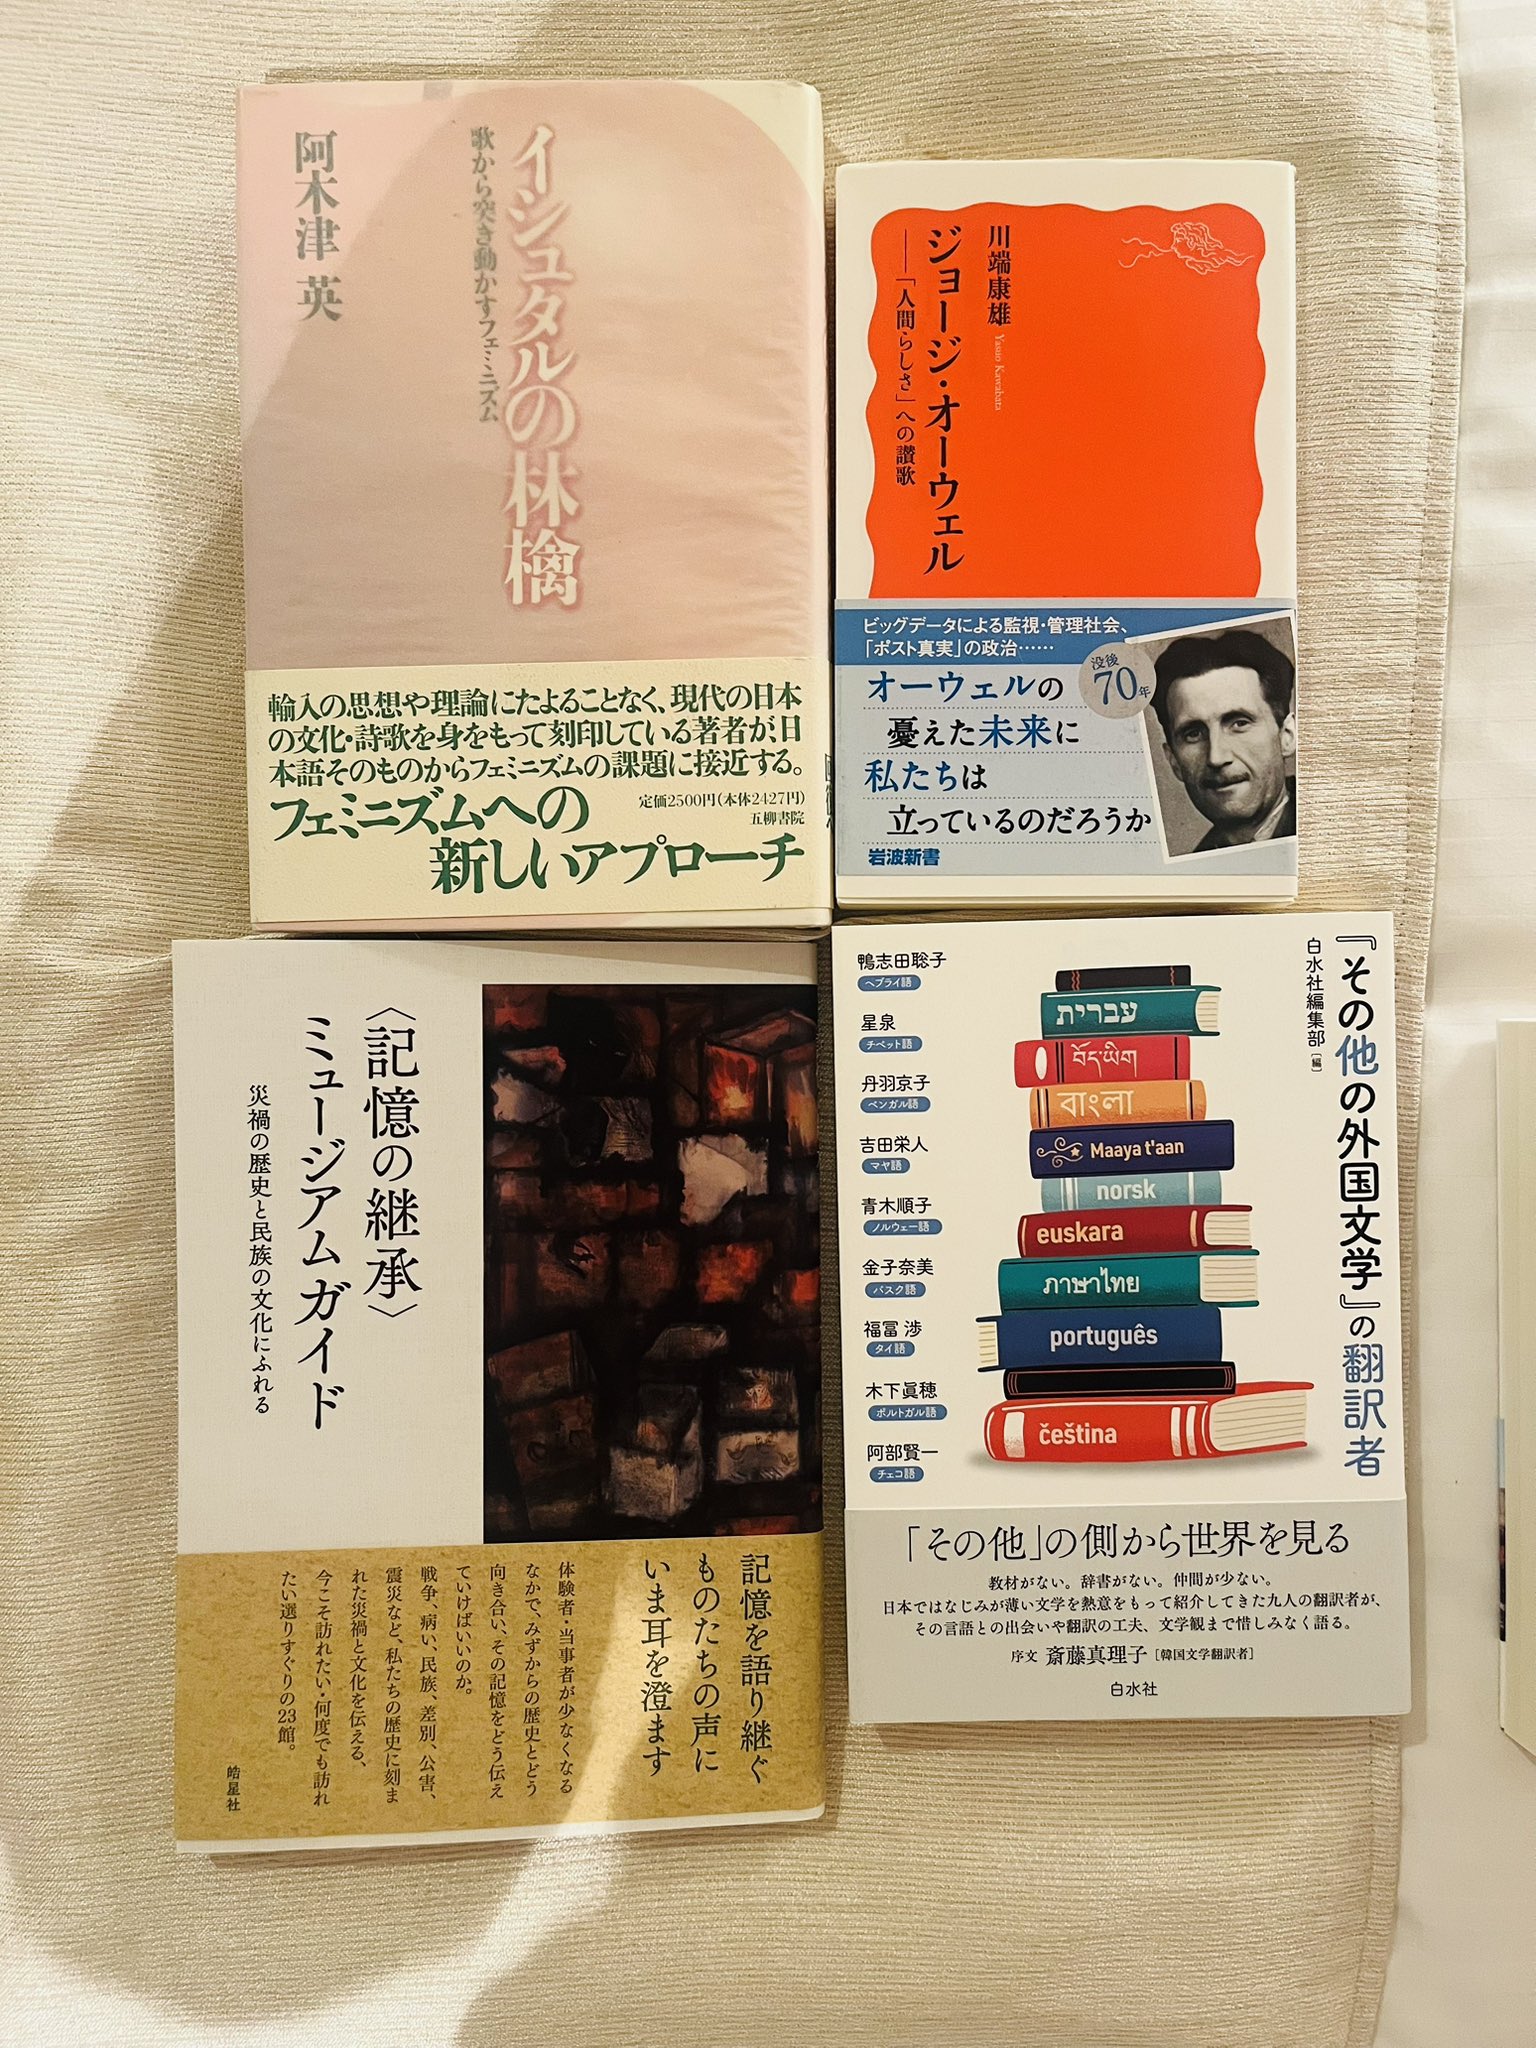 イシュタルの林檎
歌から突き動かすフェミニズム
阿木津 英
輸入の思想や理論にたよることなく、現代の日本
の文化・詩歌を身をもって刻印している著者が、日
本語そのものからフェミニズムの課題に接近する。
フェミニズムへの
新しいアプローチ
定価2500円(本体2427円)
五柳書院
川端康雄 Yasuo Kawabata
ジョージ・オーウェル
——「人間らしさ」への讃歌
ビッグデータによる監視・管理社会、
「ポスト真実」の政治……
没後
70年
オーウェルの
憂えた未来に
私たちは
立っているのだろうか
岩波新書
〈記憶の継承〉
ミュージアムガイド
災禍の歴史と民族の文化にふれる
記憶を語り継ぐ
ものたちの声に
いま耳を澄ます
体験者・当事者が少なくなる
なかで、みずからの歴史とどう
向き合い、その記憶をどう伝え
ていけばいいのか。
戦争、病い、民族、差別、公害、
震災など、私たちの歴史に刻ま
れた災禍と文化を伝える、
今こそ訪れたい・何度でも訪れ
たい選りすぐりの23館。
皓星社
『その他の外国文学』の翻訳者
白水社編集部[編]
鴨志田聡子
ヘブライ語
星泉
チベット語
丹羽京子
ベンガル語
吉田栄人
マヤ語
青木順子
ノルウェー語
金子奈美
バスク語
福冨 渉
タイ語
木下眞穂
ポルトガル語
阿部賢一
チェコ語
עברית
བོད་ཡིག
বাংলা
Maaya t'aan
norsk
euskara
ภาษาไทย
português
čeština
「その他」の側から世界を見る
教材がない。辞書がない。仲間が少ない。
日本ではなじみが薄い文学を熱意をもって紹介してきた九人の翻訳者が、
その言語との出会いや翻訳の工夫、文学観まで惜しみなく語る。
序文 斎藤真理子[韓国文学翻訳者]
白水社